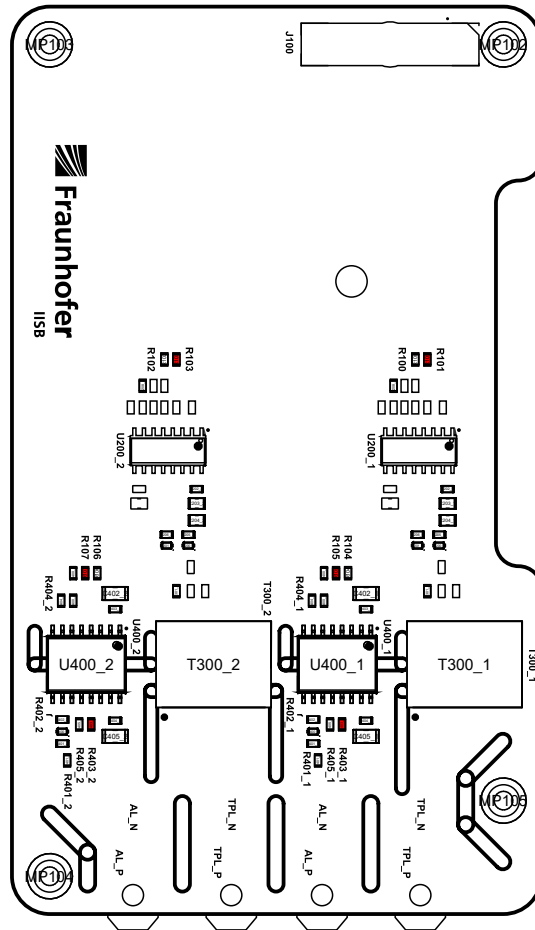 MP103
J100
MP102
Fraunhofer
IISB
R102
R103
R100
R101
U200_2
U200_1
R107
R106
R105
R104
R404_2
402
T300_2
R404_1
402
U400_2
U400_1
T300_1
U400_2
T300_2
U400_1
T300_1
R402_2
R402_1
R403_2
R405_2
R401_2
R403_1
R405_1
R401_1
MP105
AL_N
TPL_N
AL_N
TPL_N
AL_P
TPL_P
AL_P
TPL_P
MP104